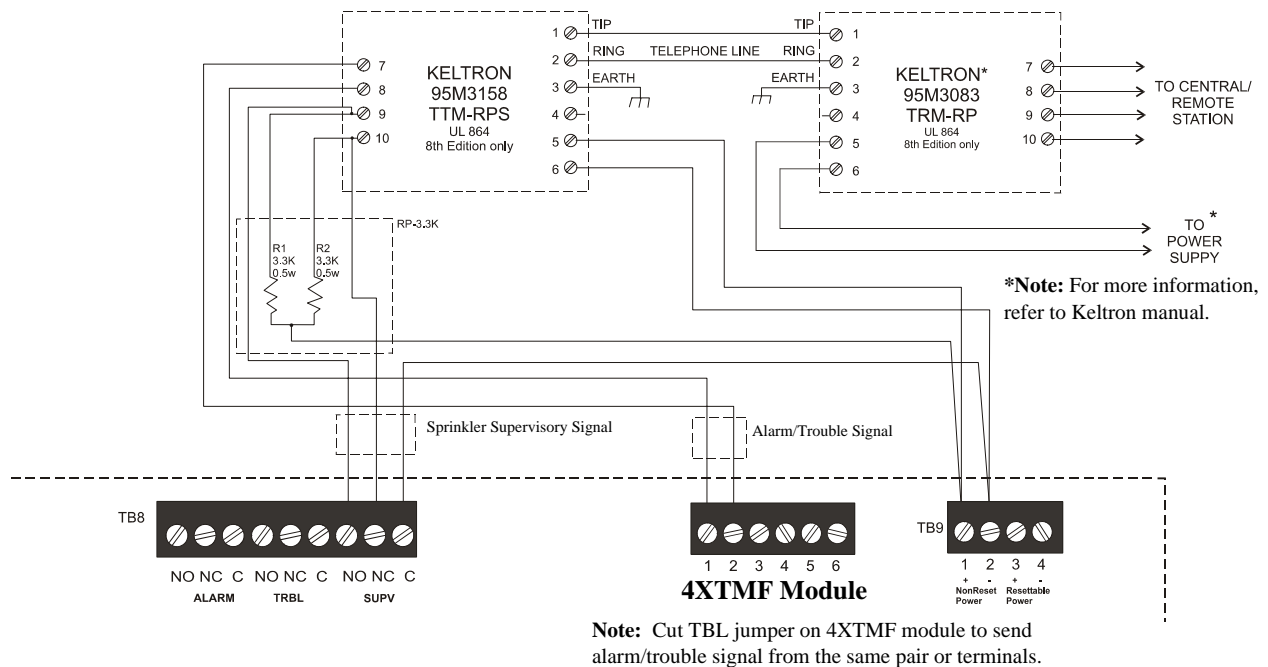 1 TIP TIP 1
2 RING TELEPHONE LINE RING 2
3 EARTH EARTH 3
4 4
5 5
6 6
7
8
9
10
KELTRON
95M3158
TTM-RPS
UL 864
8th Edition only
KELTRON*
95M3083
TRM-RP
UL 864
8th Edition only
7
8
9
10
TO CENTRAL/
REMOTE
STATION
TO *
POWER
SUPPY
*Note: For more information,
refer to Keltron manual.
RP-3.3K
R1 R2
3.3K 3.3K
0.5w 0.5w
Sprinkler Supervisory Signal
Alarm/Trouble Signal
TB8
NO NC C NO NC C NO NC C
ALARM TRBL SUPV
1 2 3 4 5 6
4XTMF Module
TB9
1 2 3 4
+ - + -
NonReset Resettable
Power Power
Note: Cut TBL jumper on 4XTMF module to send
alarm/trouble signal from the same pair or terminals.